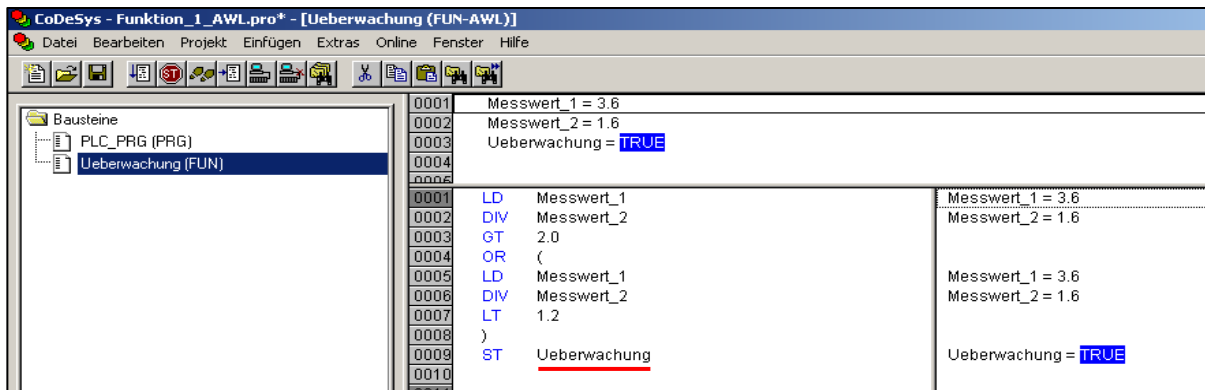 CoDeSys - Funktion_1_AWL.pro* - [Ueberwachung (FUN-AWL)]
Datei Bearbeiten Projekt Einfügen Extras Online Fenster Hilfe
Bausteine
PLC_PRG (PRG)
Ueberwachung (FUN)
0001 Messwert_1 = 3.6
0002 Messwert_2 = 1.6
0003 Ueberwachung = TRUE
0004
0001 LD Messwert_1 Messwert_1 = 3.6
0002 DIV Messwert_2 Messwert_2 = 1.6
0003 GT 2.0
0004 OR (
0005 LD Messwert_1 Messwert_1 = 3.6
0006 DIV Messwert_2 Messwert_2 = 1.6
0007 LT 1.2
0008 )
0009 ST Ueberwachung Ueberwachung = TRUE
0010